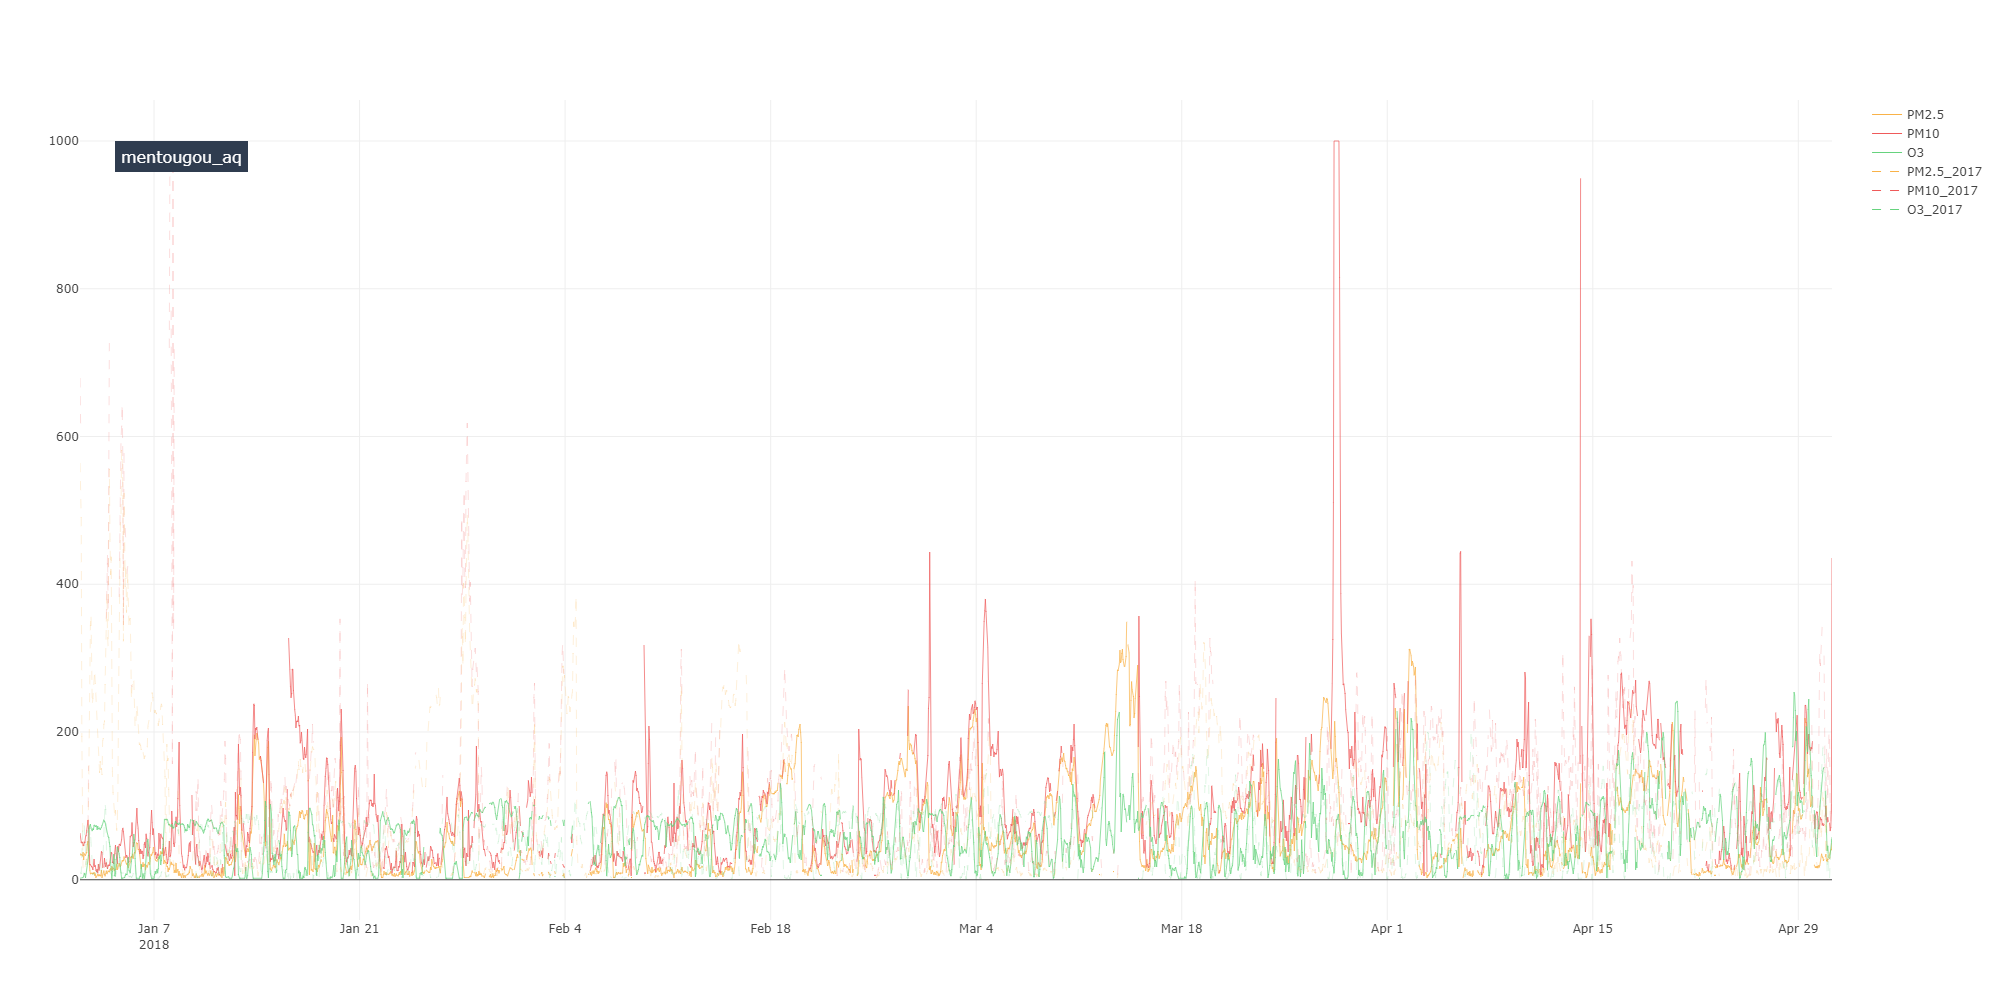 1000
800
600
400
200
0
mentougou_aq
Jan 7
2018
Jan 21
Feb 4
Feb 18
Mar 4
Mar 18
Apr 1
Apr 15
Apr 29
PM2.5
PM10
O3
PM2.5_2017
PM10_2017
O3_2017